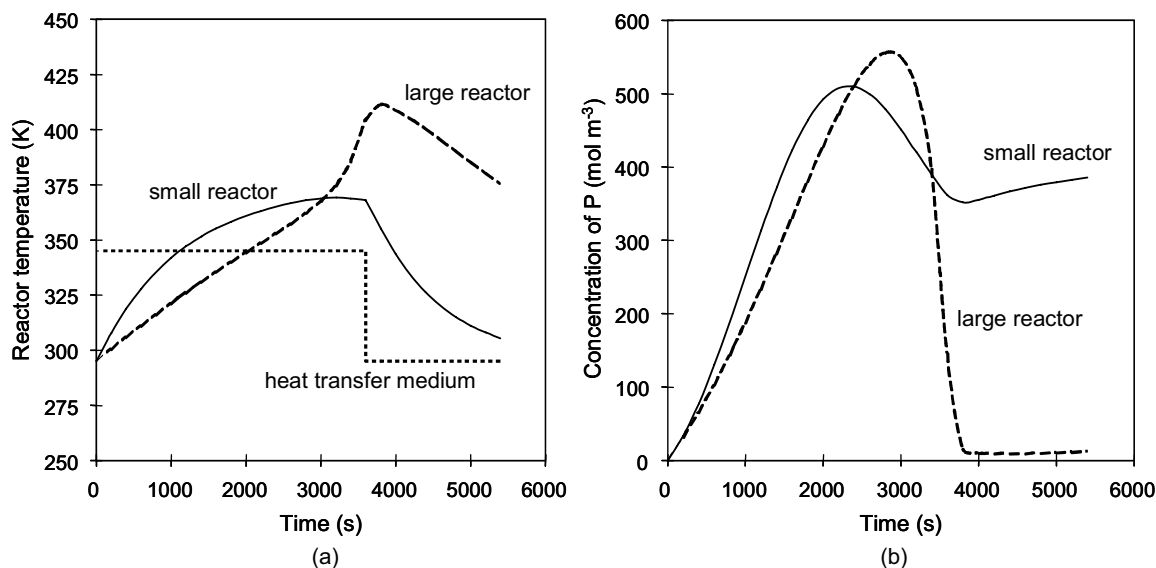 450
425
400
375
350
325
300
275
250
Reactor temperature (K)
large reactor
small reactor
heat transfer medium
0 1000 2000 3000 4000 5000 6000
Time (s)
(a)
600
500
400
300
200
100
0
Concentration of P (mol m⁻³)
small reactor
large reactor
0 1000 2000 3000 4000 5000 6000
Time (s)
(b)